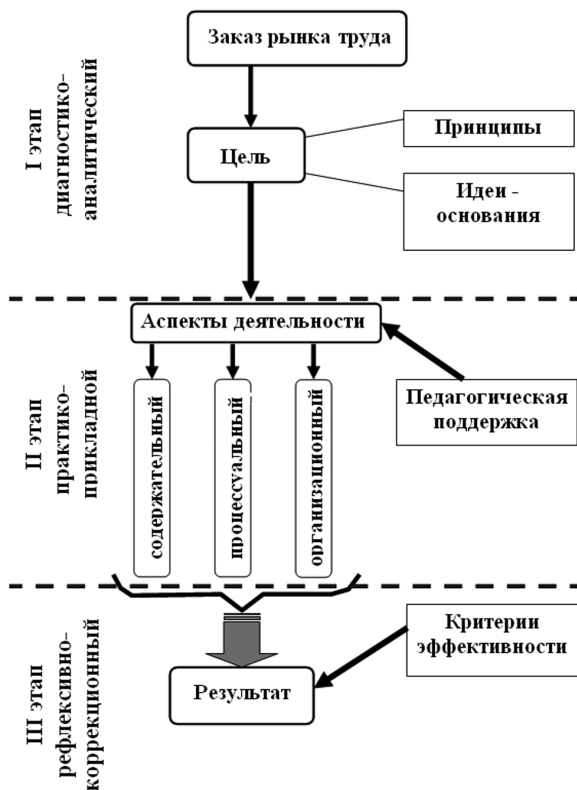 I этап
диагностико-
аналитический
Заказ рынка труда
Цель
Принципы
Идеи -
основания
II этап
практико-
прикладной
Аспекты деятельности
содержательный
процессуальный
организационный
Педагогическая
поддержка
III этап
рефлексивно-
коррекционный
Результат
Критерии
эффективности